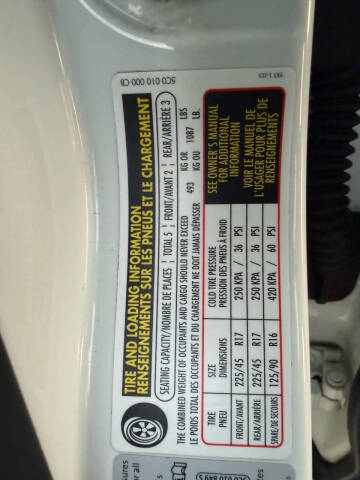 5C0 010 000 CB
TIRE AND LOADING INFORMATION
RENSEIGNEMENTS SUR LES PNEUS ET LE CHARGEMENT
SEATING CAPACITY/NOMBRE DE PLACES | TOTAL 5 | FRONT/AVANT 2 | REAR/ARRIÈRE 3
THE COMBINED WEIGHT OF OCCUPANTS AND CARGO SHOULD NEVER EXCEED 493 KG OR 1087 LBS
LE POIDS TOTAL DES OCCUPANTS ET DU CHARGEMENT NE DOIT JAMAIS DÉPASSER KG OU LB.
TIRE SIZE COLD TIRE PRESSURE
PNEU DIMENSIONS PRESSION DES PNEUS À FROID
FRONT/AVANT 225/45 R17 250 KPA / 36 PSI
REAR/ARRIÈRE 225/45 R17 250 KPA / 36 PSI
SPARE/DE SECOURS 125/90 R16 420 KPA / 60 PSI
SEE OWNER'S MANUAL
FOR ADDITIONAL
INFORMATION
VOIR LE MANUEL DE
L'USAGER POUR PLUS DE
RENSEIGNEMENTS
5C0 010 849